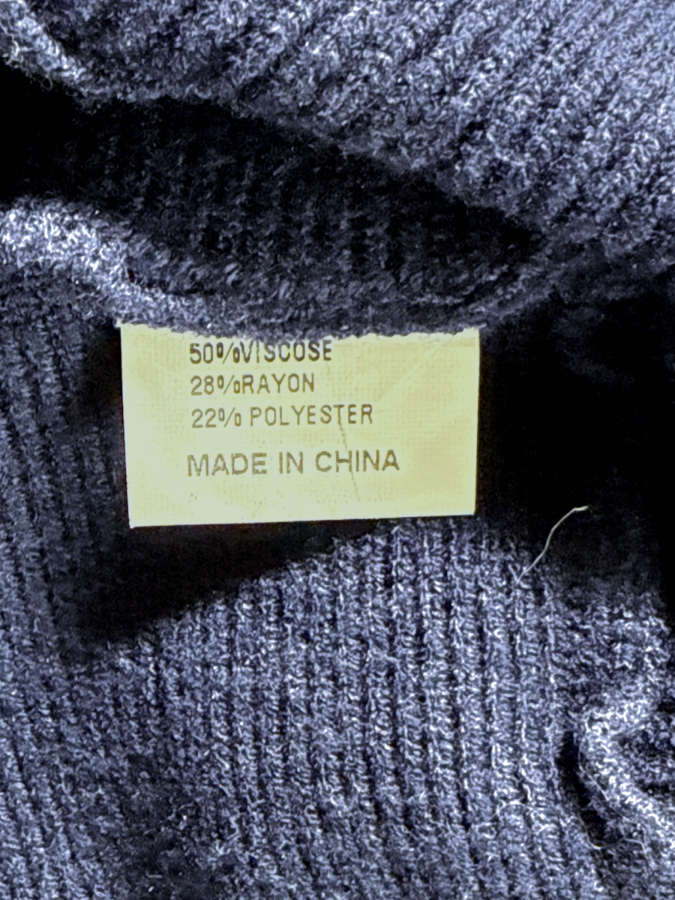 50%VISCOSE
28%RAYON
22% POLYESTER
MADE IN CHINA